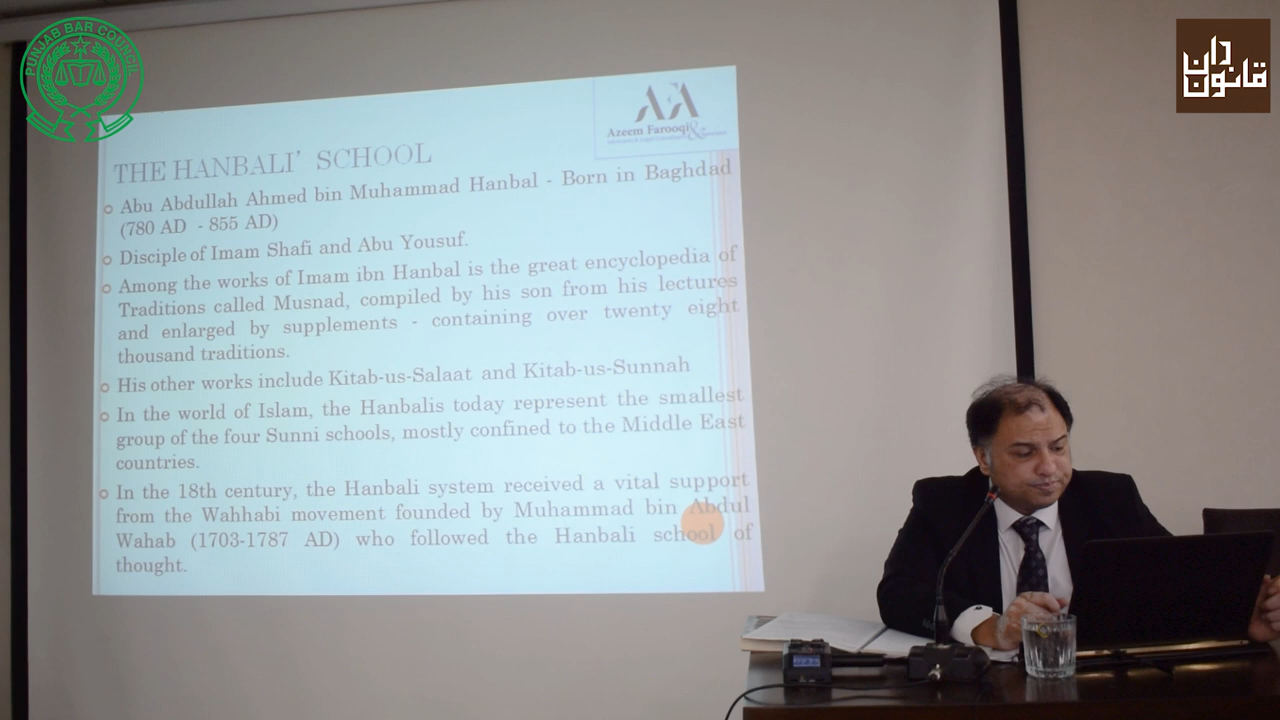 PUNJAB BAR COUNCIL
قانون دان
AFA
Azeem Farooqi &
THE HANBALI' SCHOOL
Abu Abdullah Ahmed bin Muhammad Hanbal - Born in Baghdad
(780 AD - 855 AD)
Disciple of Imam Shafi and Abu Yousuf.
Among the works of Imam ibn Hanbal is the great encyclopedia of
Traditions called Musnad, compiled by his son from his lectures
and enlarged by supplements - containing over twenty eight
thousand traditions.
His other works include Kitab-us-Salaat and Kitab-us-Sunnah
In the world of Islam, the Hanbalis today represent the smallest
group of the four Sunni schools, mostly confined to the Middle East
countries.
In the 18th century, the Hanbali system received a vital support
from the Wahhabi movement founded by Muhammad bin Abdul
Wahab (1703-1787 AD) who followed the Hanbali school of
thought.